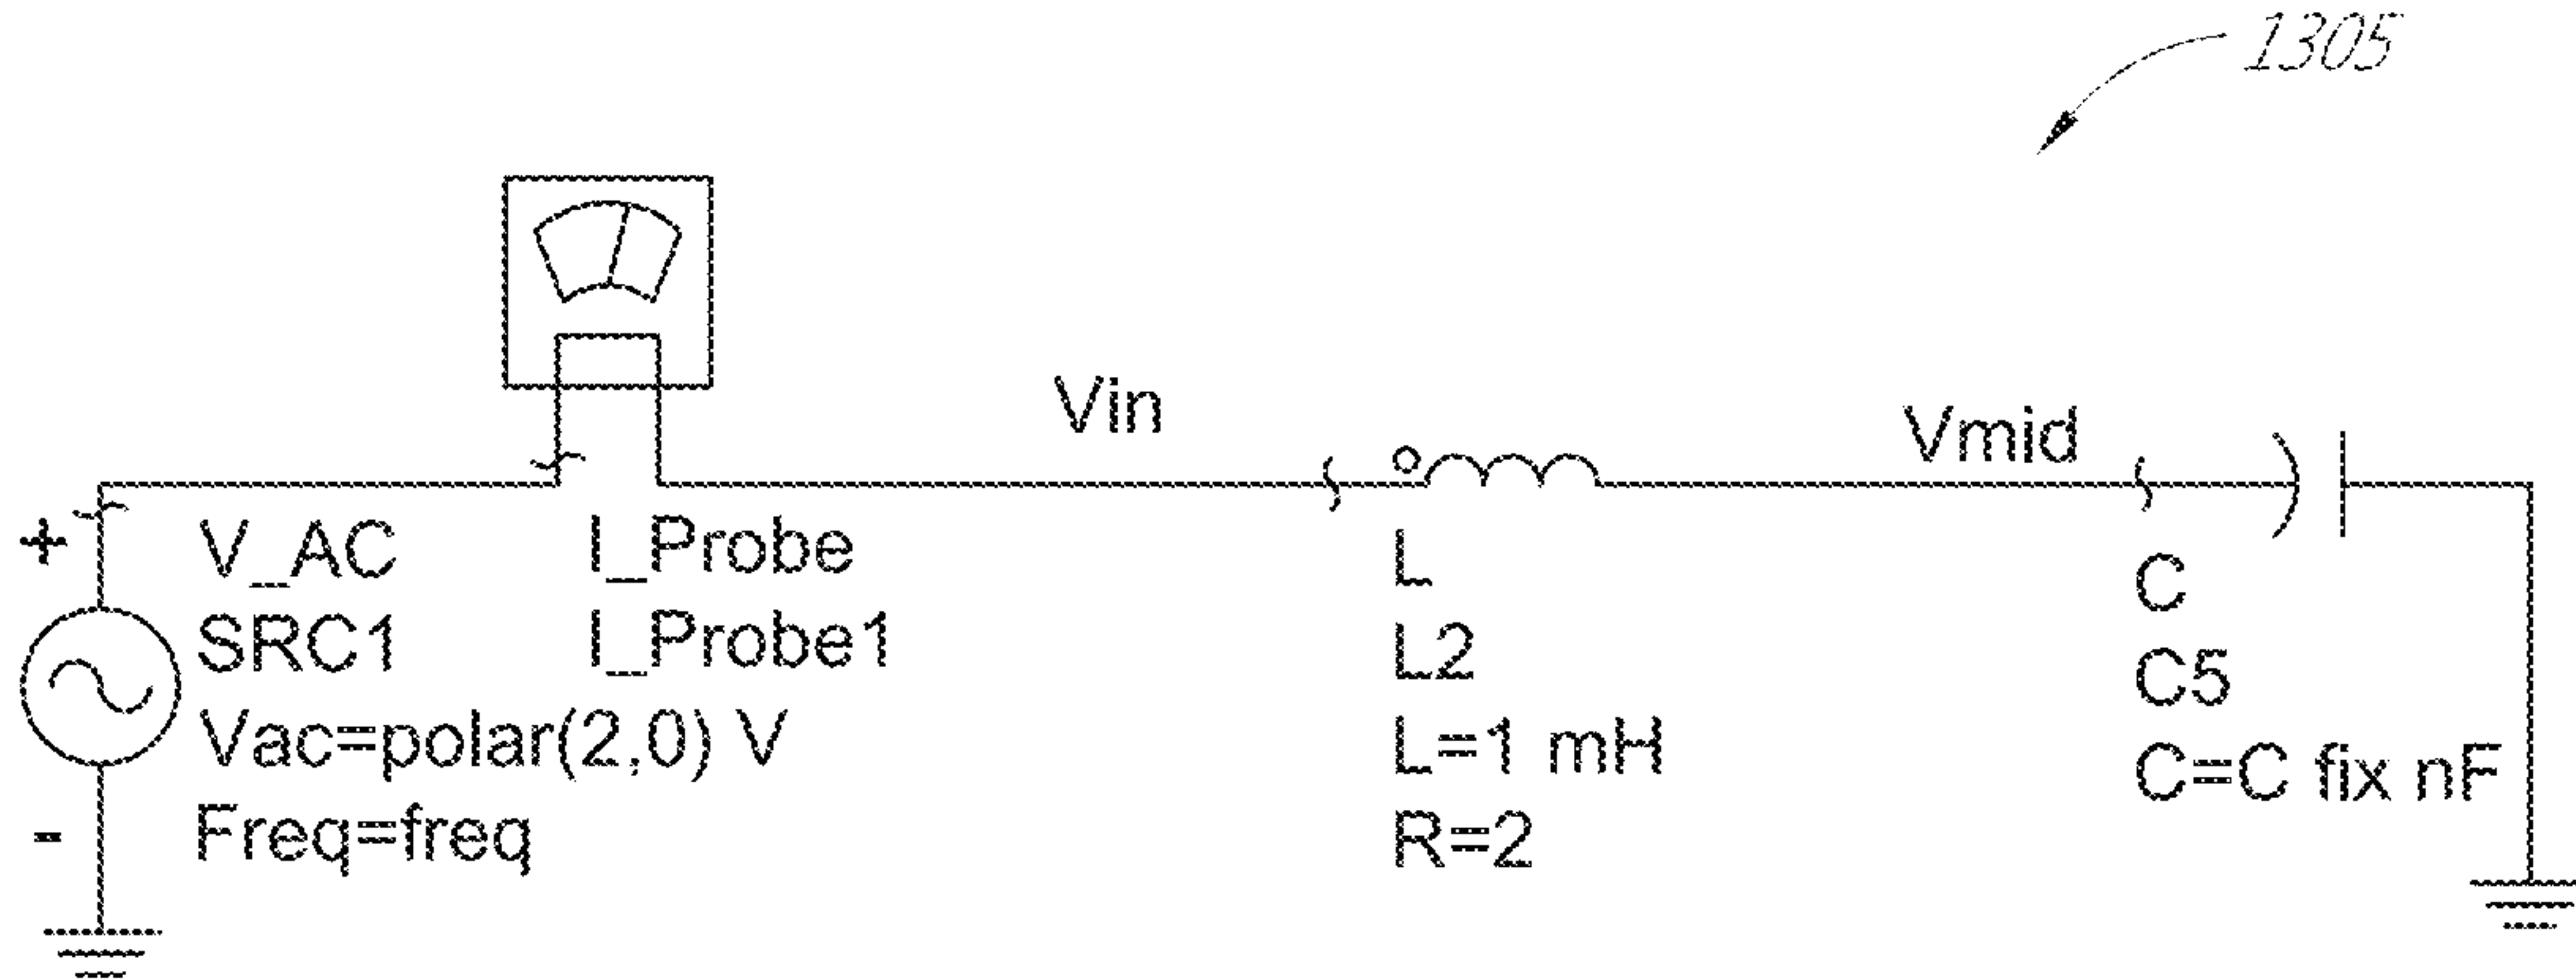 1305
Vin
Vmid
+
V_AC
SRC1
Vac=polar(2,0) V
Freq=freq
-
I_Probe
I_Probe1
L
L2
L=1 mH
R=2
C
C5
C=C fix nF